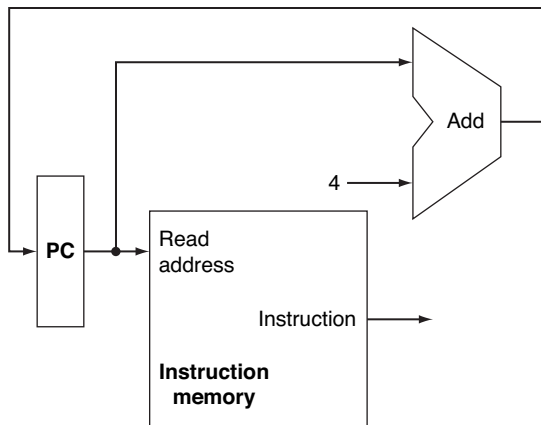 Add
4
PC
Read
address
Instruction
Instruction
memory